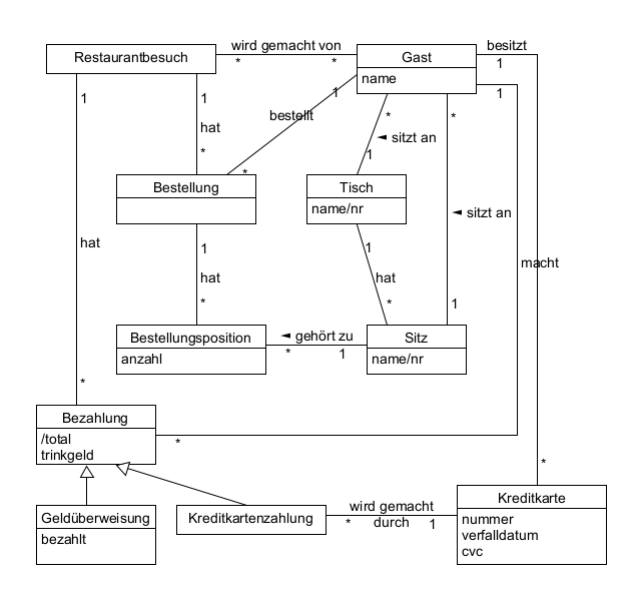 wird gemacht von
besitzt
Restaurantbesuch
*
*
Gast
1
name
1
1
1
1
bestellt
hat
*
*
◄ sitzt an
*
*
1
Bestellung
Tisch
name/nr
◄ sitzt an
1
1
hat
macht
hat
hat
*
*
1
Bestellungsposition
◄ gehört zu
Sitz
anzahl
*
1
name/nr
*
Bezahlung
/total
trinkgeld
*
*
Geldüberweisung
bezahlt
Kreditkartenzahlung
wird gemacht
durch
*
1
Kreditkarte
nummer
verfalldatum
cvc